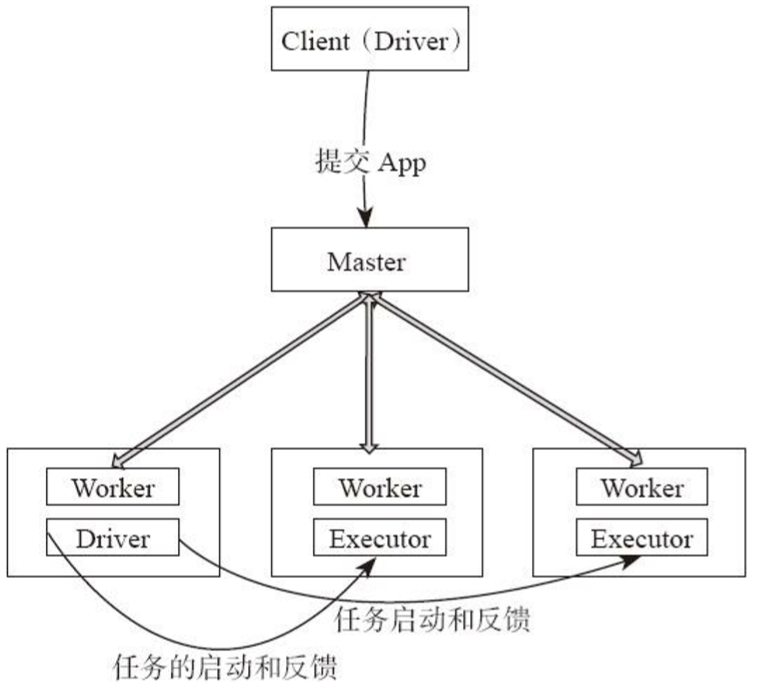 Client（Driver）
提交 App
Master
Worker
Driver
Worker
Executor
Worker
Executor
任务启动和反馈
任务的启动和反馈